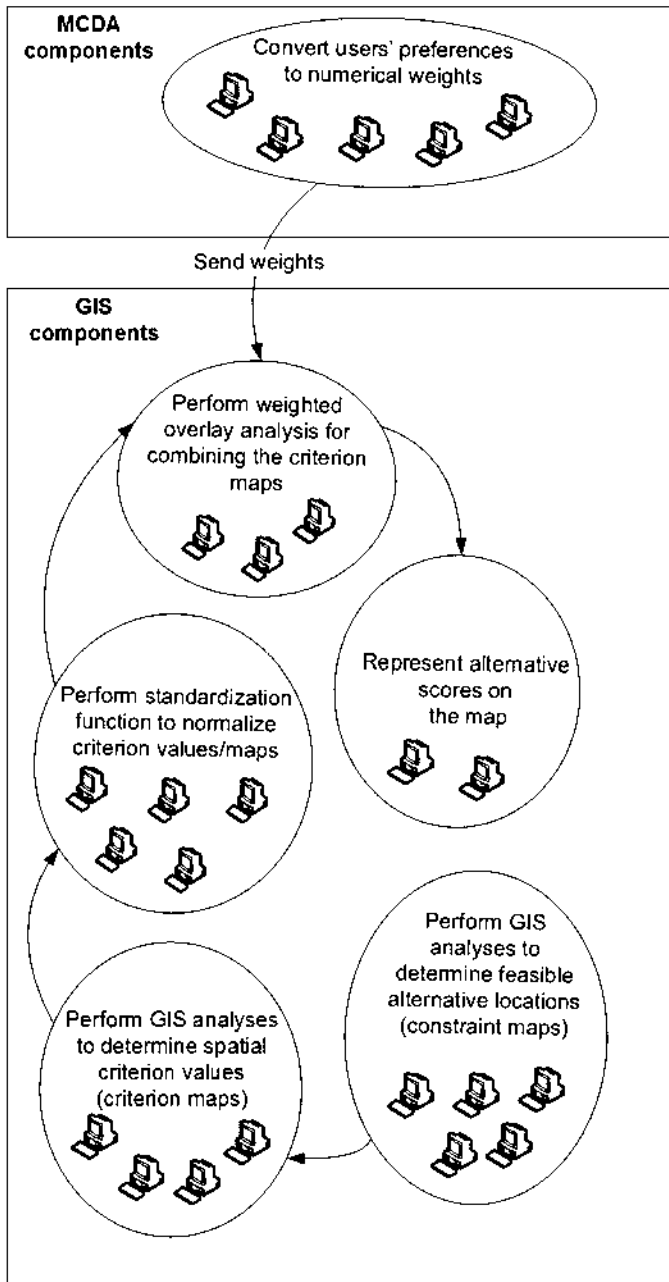 MCDA
components
Convert users' preferences
to numerical weights
Send weights
GIS
components
Perform weighted
overlay analysis for
combining the criterion
maps
Represent alternative
scores on
the map
Perform standardization
function to normalize
criterion values/maps
Perform GIS
analyses to
determine feasible
alternative locations
(constraint maps)
Perform GIS analyses
to determine spatial
criterion values
(criterion maps)